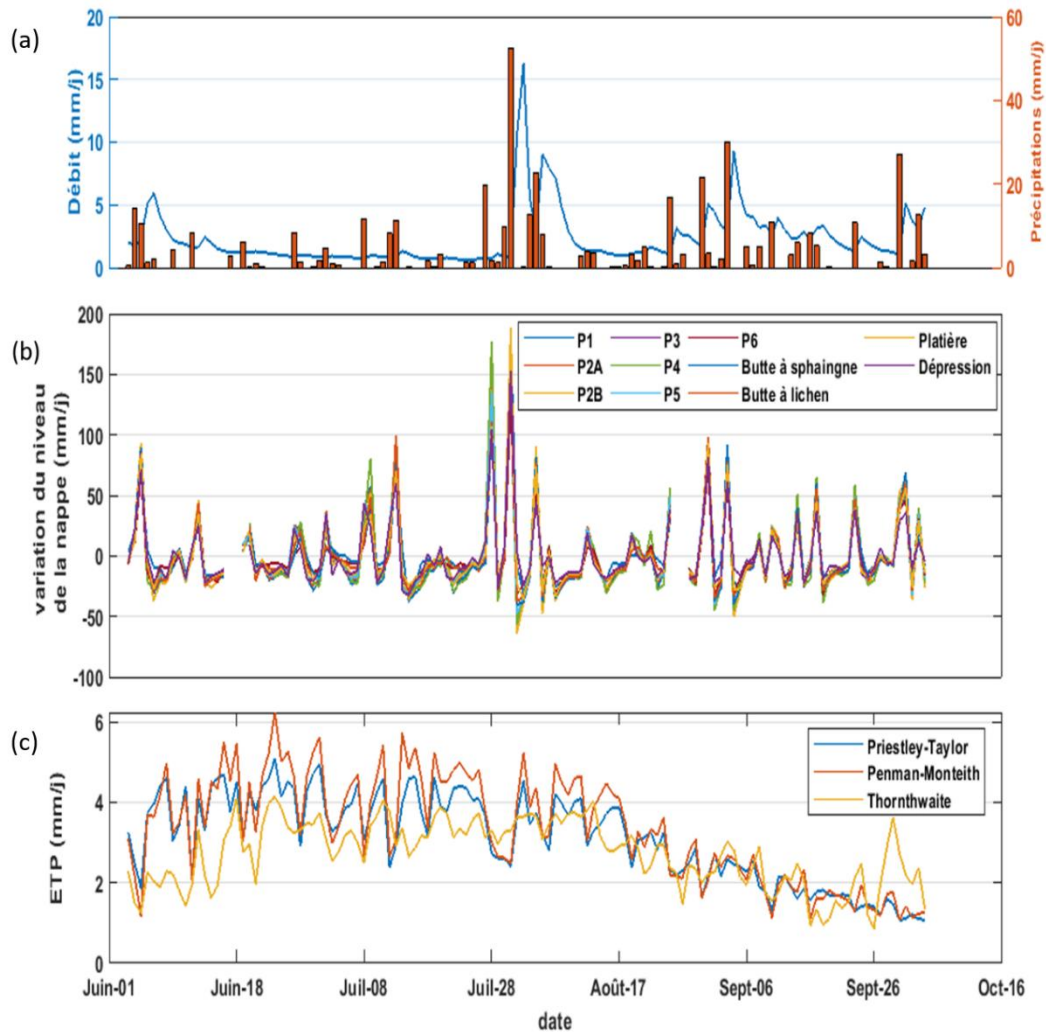 (a)
Débit (mm/j)
20
15
10
5
0
Précipitations (mm/j)
60
40
20
0
(b)
variation du niveau
de la nappe (mm/j)
200
150
100
50
0
-50
-100
P1
P2A
P2B
P3
P4
P5
P6
Butte à sphaingne
Butte à lichen
Platière
Dépression
(c)
ETP (mm/j)
6
4
2
0
Priestley-Taylor
Penman-Monteith
Thornthwaite
Juin-01
Juin-18
Juil-08
Juil-28
Août-17
Sept-06
Sept-26
Oct-16
date